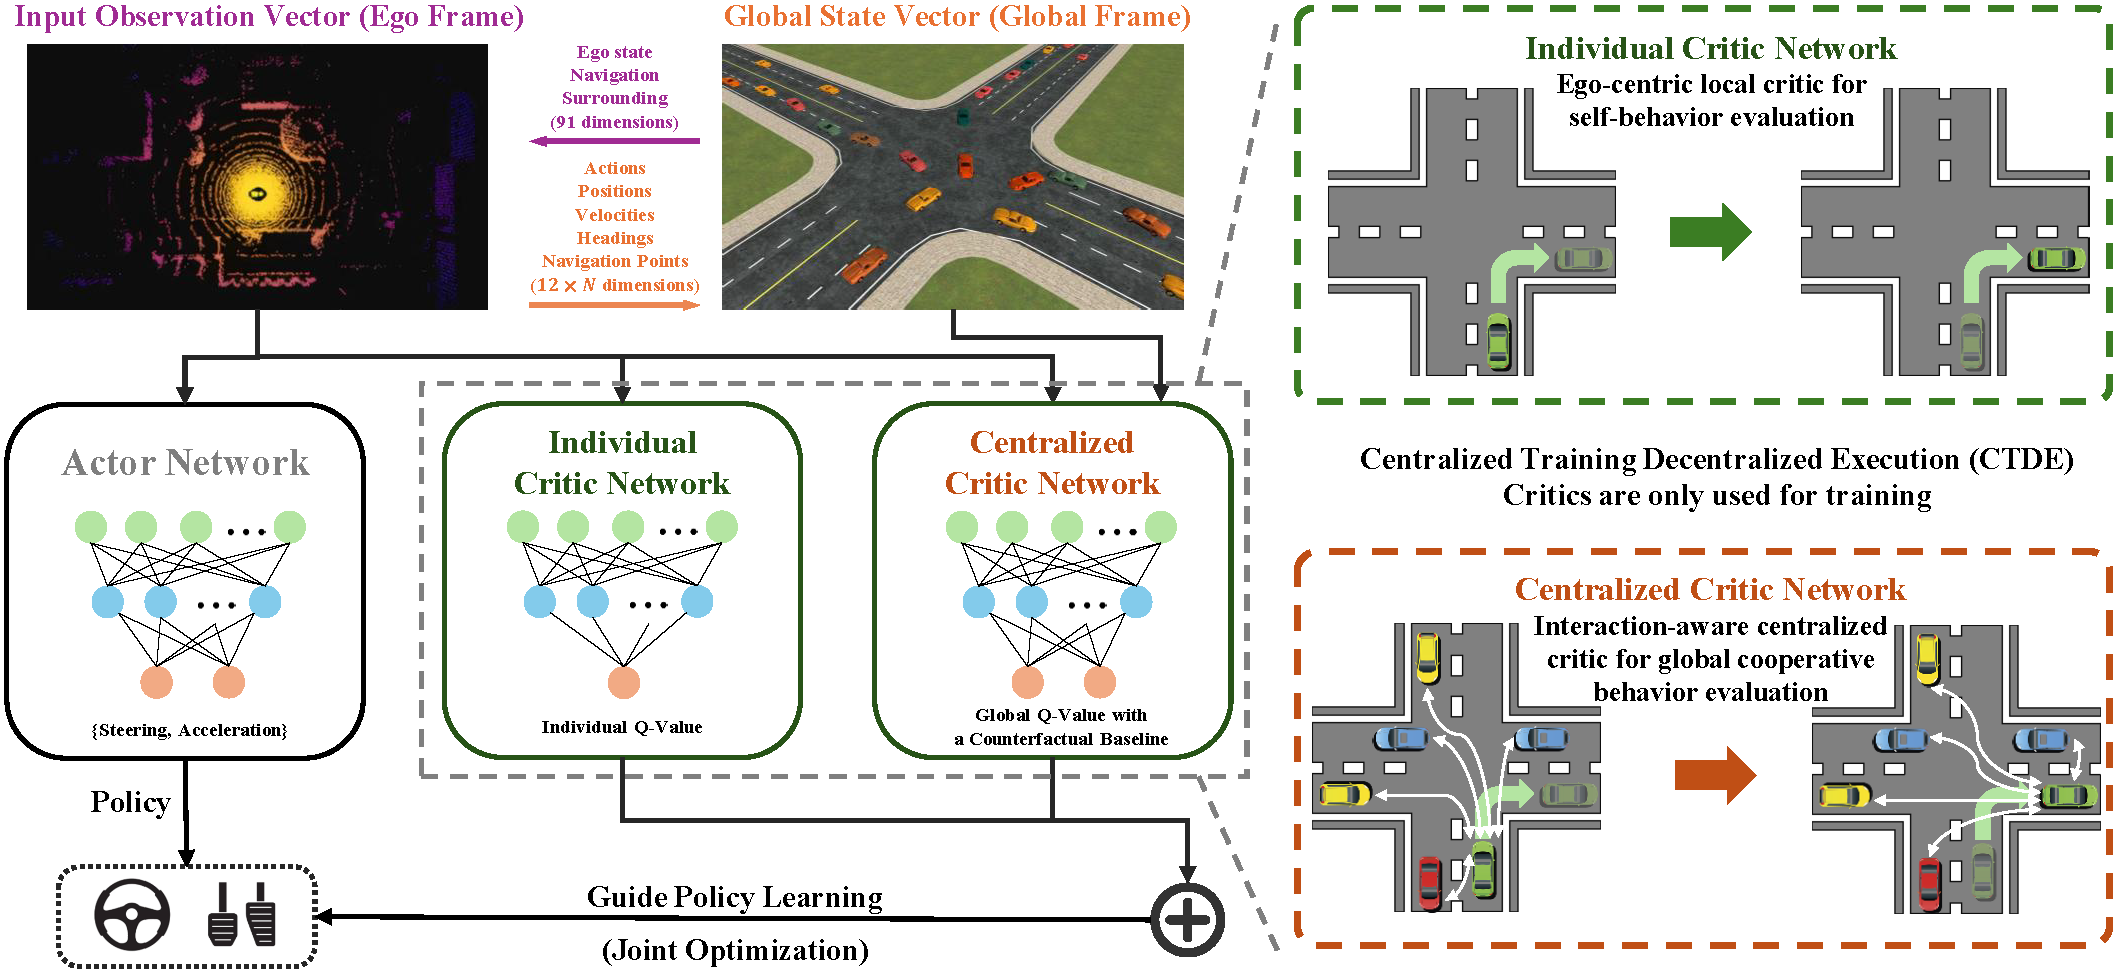 Input Observation Vector (Ego Frame)
Global State Vector (Global Frame)
Ego state
Navigation
Surrounding
(91 dimensions)
Actions
Positions
Velocities
Headings
Navigation Points
(12 × N dimensions)
Actor Network
{Steering, Acceleration}
Individual
Critic Network
Individual Q-Value
Centralized
Critic Network
Global Q-Value with
a Counterfactual Baseline
Policy
Guide Policy Learning
(Joint Optimization)
Individual Critic Network
Ego-centric local critic for
self-behavior evaluation
Centralized Training Decentralized Execution (CTDE)
Critics are only used for training
Centralized Critic Network
Interaction-aware centralized
critic for global cooperative
behavior evaluation